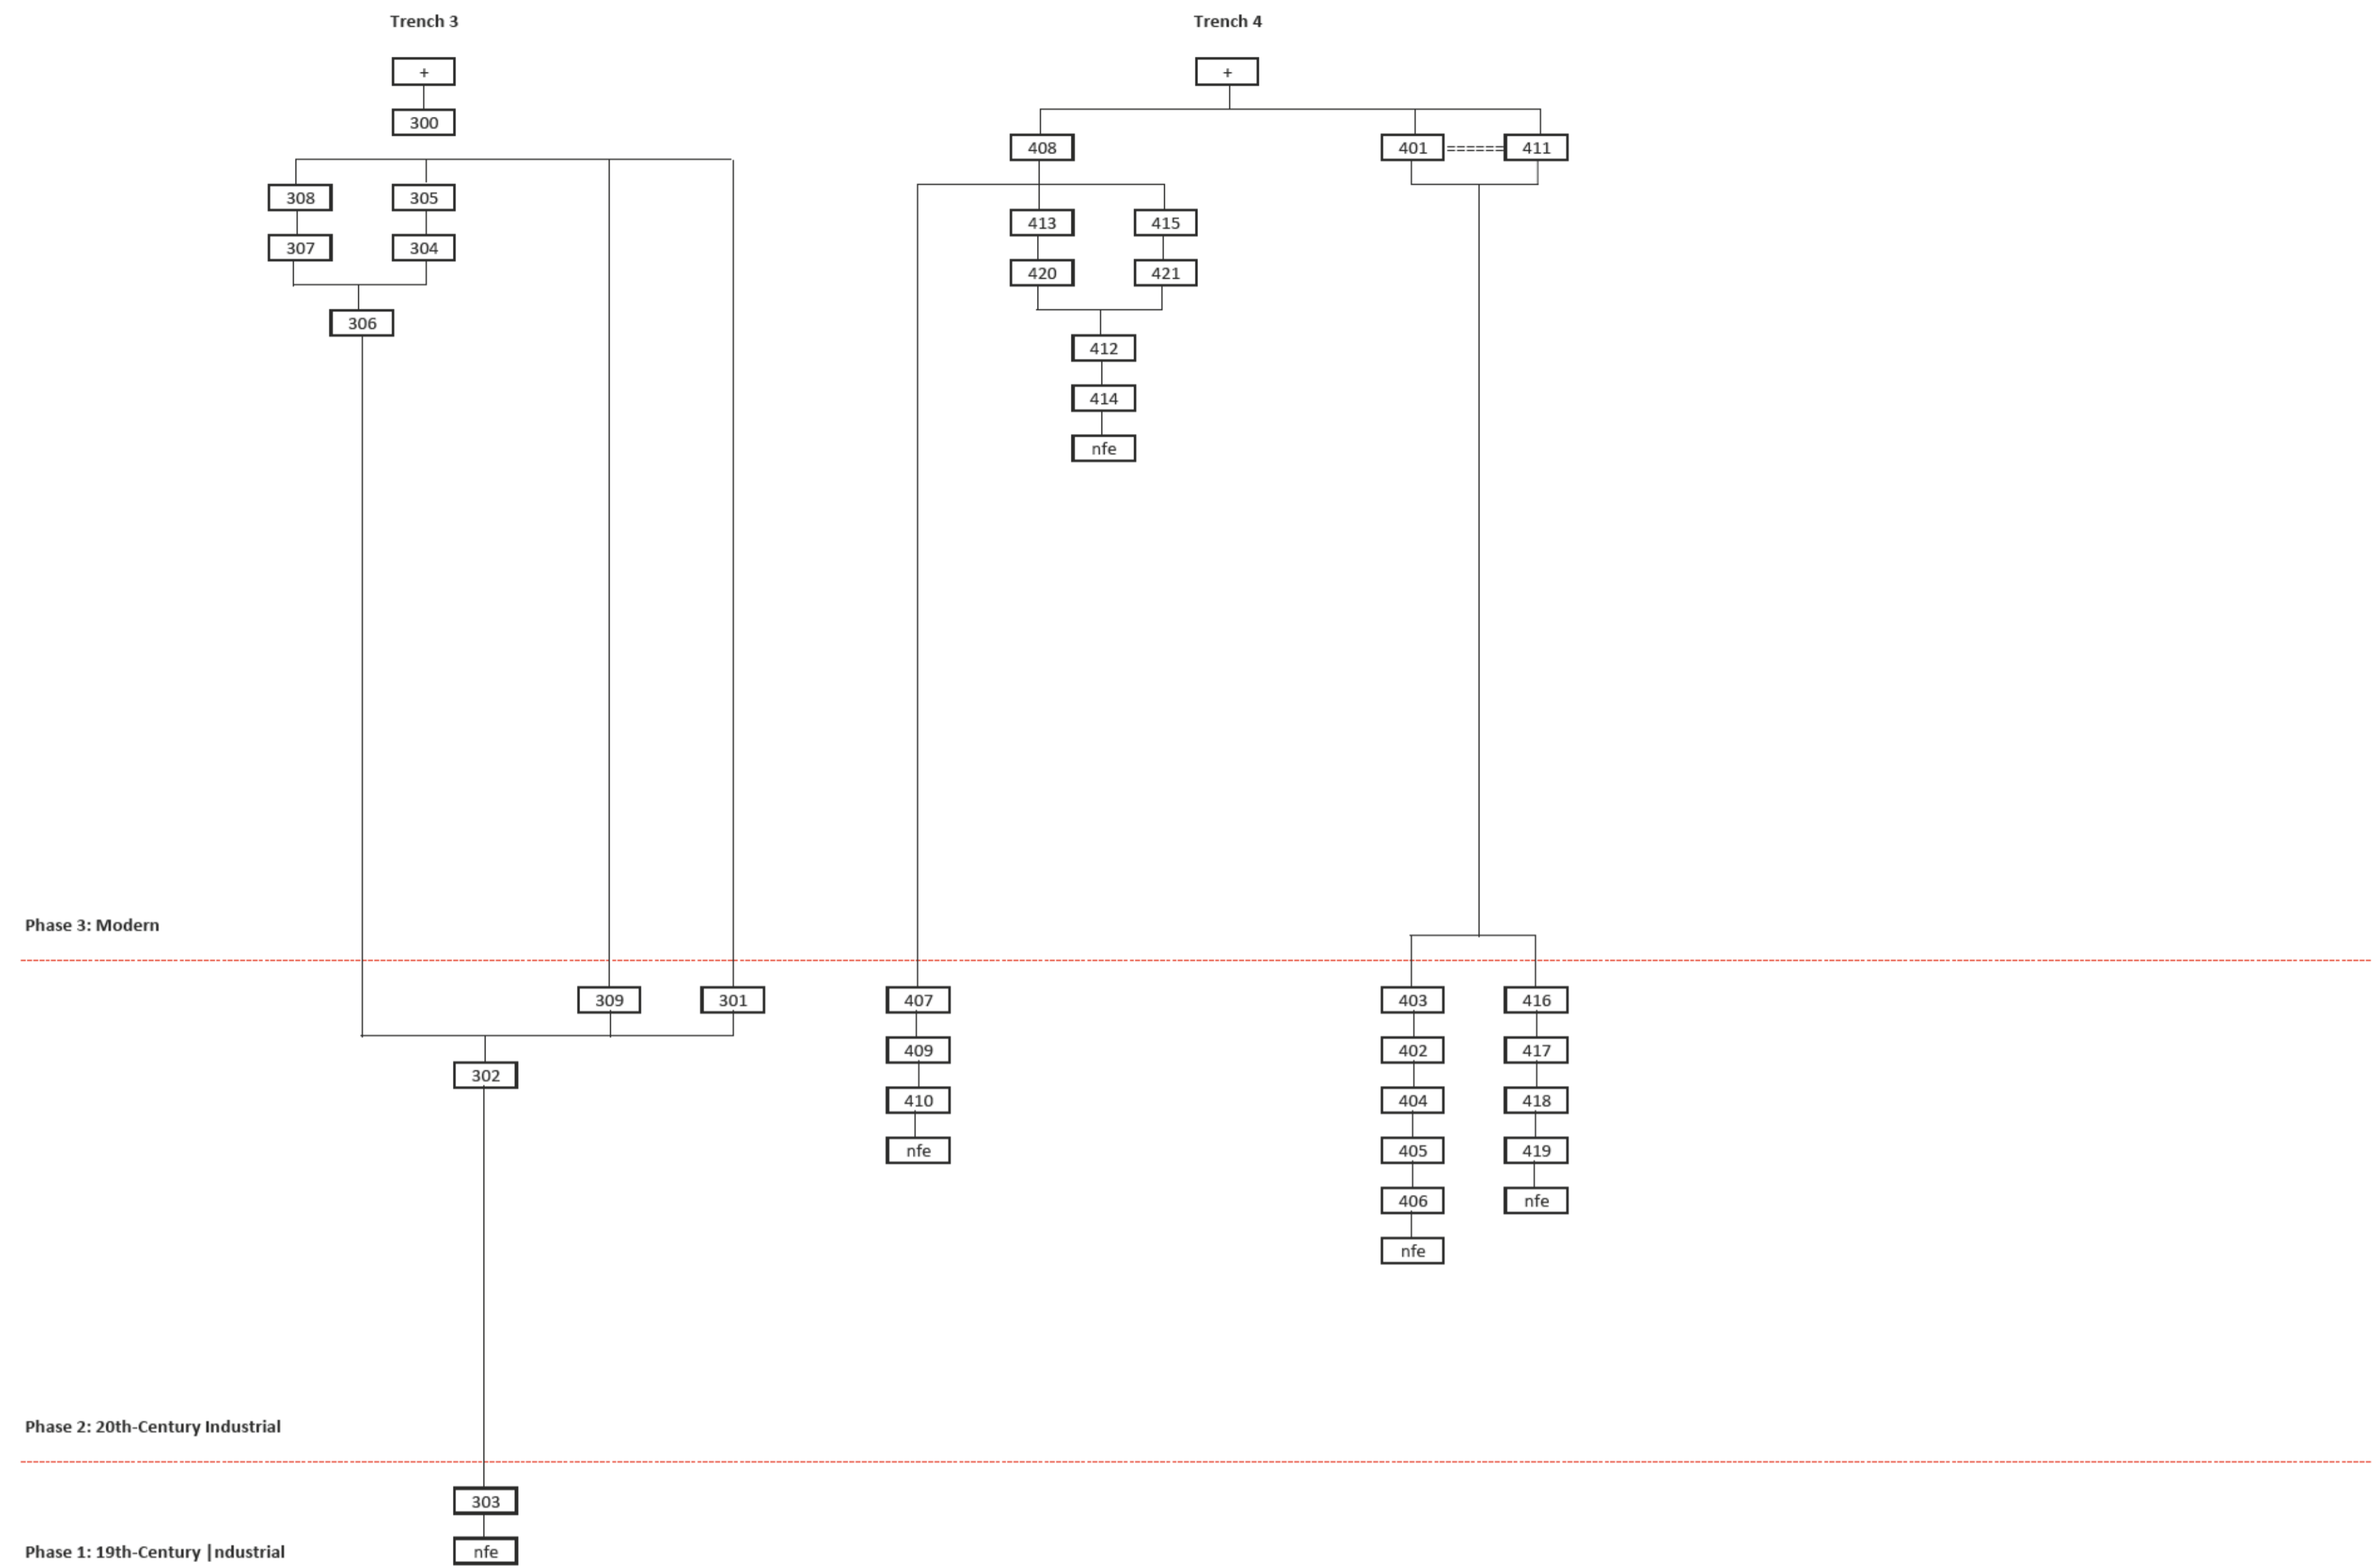 Trench 3 Trench 4
+ +
300
408 401 ====== 411
308 305
413 415
307 304
420 421
306
412
414
nfe
Phase 3: Modern
309 301 407 403 416
409 402 417
302
410 404 418
nfe 405 419
406 nfe
nfe
Phase 2: 20th-Century Industrial
303
Phase 1: 19th-Century |ndustrial nfe